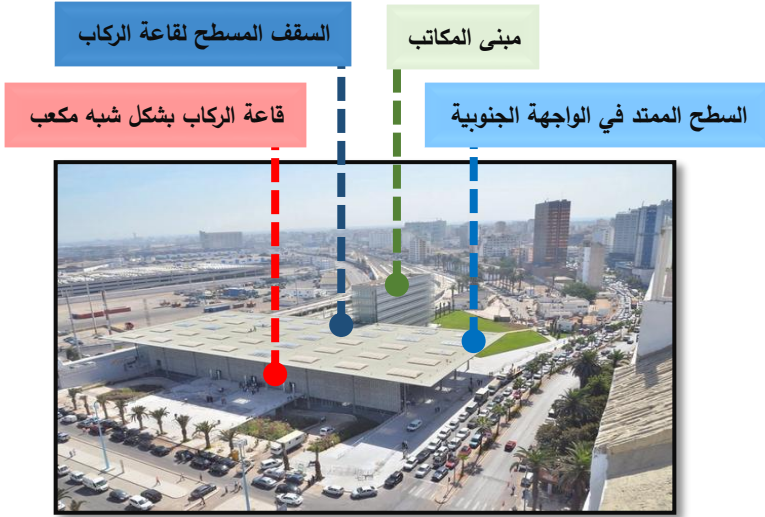 السقف المسطح لقاعة الركاب
مبنى المكاتب
قاعة الركاب بشكل شبه مكعب
السطح الممتد في الواجهة الجنوبية